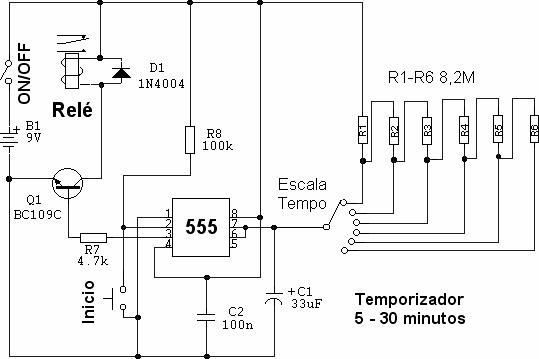 ON/OFF
D1
1N4004
Relé
R1-R6 8,2M
B1
9V
+
R8
100k
R1
R2
R3
R4
R5
R6
Q1
BC109C
Escala
Tempo
R7
4.7k
1
2
3
4
555
8
7
6
5
Inicio
C2
100n
+C1
33uF
Temporizador
5 - 30 minutos